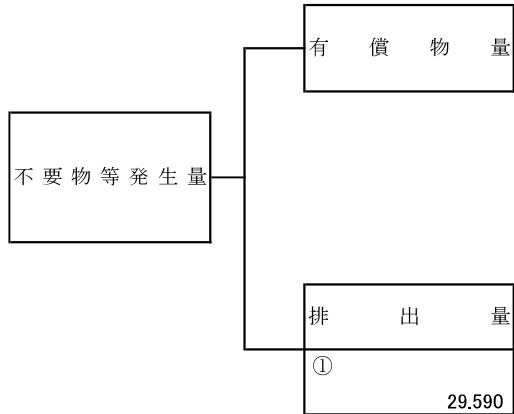 有償物量
不要物等発生量
排出量
①
29.590